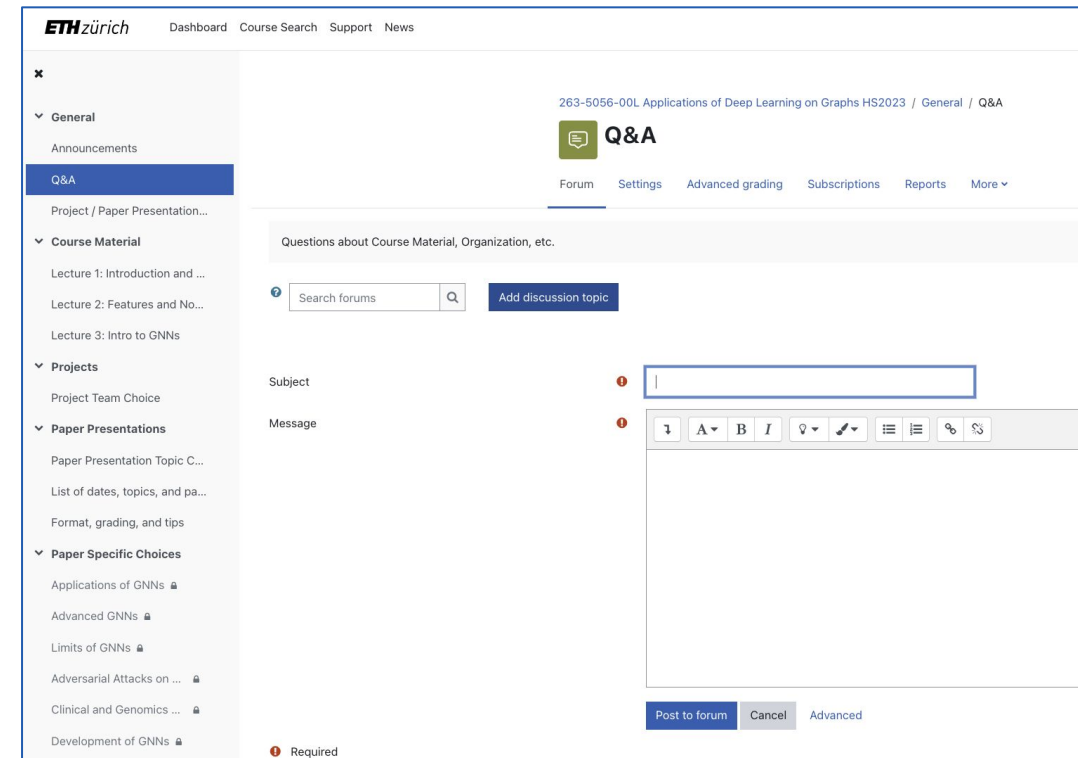 ETH zürich Dashboard Course Search Support News
General
Announcements
Q&A
Project / Paper Presentation...
Course Material
Lecture 1: Introduction and ...
Lecture 2: Features and No...
Lecture 3: Intro to GNNs
Projects
Project Team Choice
Paper Presentations
Paper Presentation Topic C...
List of dates, topics, and pa...
Format, grading, and tips
Paper Specific Choices
Applications of GNNs
Advanced GNNs
Limits of GNNs
Adversarial Attacks on ...
Clinical and Genomics ...
Development of GNNs
263-5056-00L Applications of Deep Learning on Graphs HS2023 / General / Q&A
Q&A
Forum Settings Advanced grading Subscriptions Reports More
Questions about Course Material, Organization, etc.
Search forums Add discussion topic
Subject
Message
A B I
Post to forum Cancel Advanced
Required